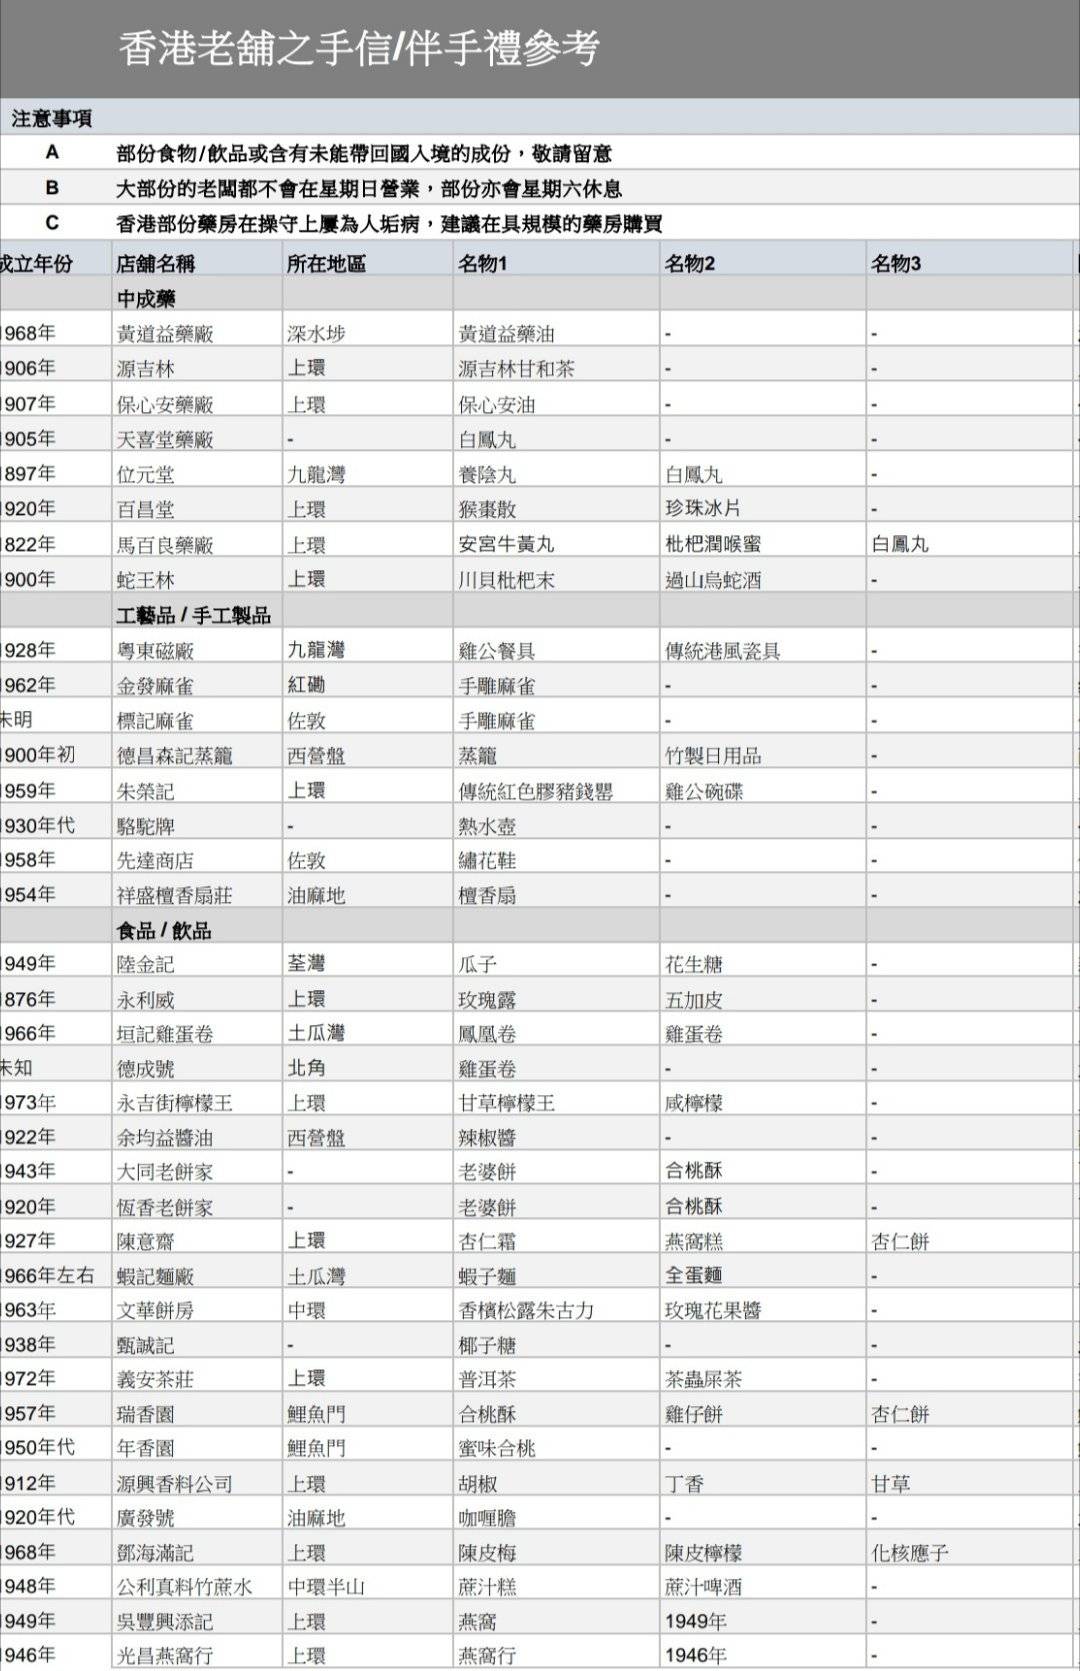 香港老舖之手信/伴手禮參考
注意事項
A 部份食物/飲品或含有未能帶回國入境的成份，敬請留意
B 大部份的老闆都不會在星期日營業，部份亦會星期六休息
C 香港部份藥房在操守上屢為人垢病，建議在具規模的藥房購買
成立年份 店舖名稱 所在地區 名物1 名物2 名物3
中成藥
1968年 黃道益藥廠 深水埗 黃道益藥油 - -
1906年 源吉林 上環 源吉林甘和茶 - -
1907年 保心安藥廠 上環 保心安油 - -
1905年 天喜堂藥廠 - 白鳳丸 - -
1897年 位元堂 九龍灣 養陰丸 白鳳丸 -
1920年 百昌堂 上環 猴棗散 珍珠冰片 -
1822年 馬百良藥廠 上環 安宮牛黃丸 枇杷潤喉蜜 白鳳丸
1900年 蛇王林 上環 川貝枇杷末 過山烏蛇酒 -
工藝品 / 手工製品
1928年 粵東磁廠 九龍灣 雞公餐具 傳統港風瓷具 -
1962年 金發麻雀 紅磡 手雕麻雀 - -
未明 標記麻雀 佐敦 手雕麻雀 - -
1900年初 德昌森記蒸籠 西營盤 蒸籠 竹製日用品 -
1959年 朱榮記 上環 傳統紅色膠豬錢罌 雞公碗碟 -
1930年代 駱駝牌 - 熱水壺 - -
1958年 先達商店 佐敦 繡花鞋 - -
1954年 祥盛檀香扇莊 油麻地 檀香扇 - -
食品 / 飲品
1949年 陸金記 荃灣 瓜子 花生糖 -
1876年 永利威 上環 玫瑰露 五加皮 -
1966年 垣記雞蛋卷 土瓜灣 鳳凰卷 雞蛋卷 -
未知 德成號 北角 雞蛋卷 - -
1973年 永吉街檸檬王 上環 甘草檸檬王 咸檸檬 -
1922年 余均益醬油 西營盤 辣椒醬 - -
1943年 大同老餅家 - 老婆餅 合桃酥 -
1920年 恆香老餅家 - 老婆餅 合桃酥 -
1927年 陳意齋 上環 杏仁霜 燕窩糕 杏仁餅
1966年左右 蝦記麵廠 土瓜灣 蝦子麵 全蛋麵 -
1963年 文華餅房 中環 香檳松露朱古力 玫瑰花果醬 -
1938年 甄誠記 - 椰子糖 - -
1972年 義安茶莊 上環 普洱茶 茶蟲屎茶 -
1957年 瑞香園 鯉魚門 合桃酥 雞仔餅 杏仁餅
1950年代 年香園 鯉魚門 蜜味合桃 - -
1912年 源興香料公司 上環 胡椒 丁香 甘草
1920年代 廣發號 油麻地 咖喱膽 - -
1968年 鄧海滿記 上環 陳皮梅 陳皮檸檬 化核應子
1948年 公利真料竹蔗水 中環半山 蔗汁糕 蔗汁啤酒 -
1949年 吳豐興添記 上環 燕窩 1949年 -
1946年 光昌燕窩行 上環 燕窩行 1946年 -